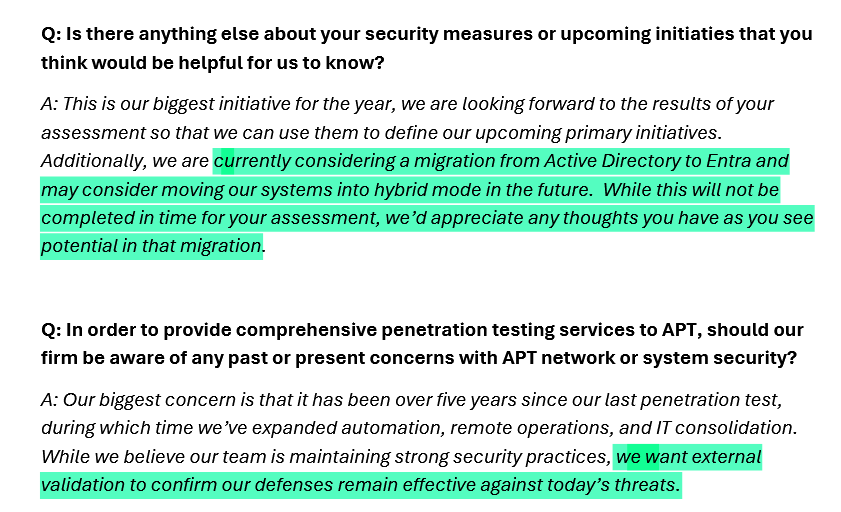 Q: Is there anything else about your security measures or upcoming initiaties that you
think would be helpful for us to know?
A: This is our biggest initiative for the year, we are looking forward to the results of your
assessment so that we can use them to define our upcoming primary initiatives.
Additionally, we are currently considering a migration from Active Directory to Entra and
may consider moving our systems into hybrid mode in the future.  While this will not be
completed in time for your assessment, we’d appreciate any thoughts you have as you see
potential in that migration.
Q: In order to provide comprehensive penetration testing services to APT, should our
firm be aware of any past or present concerns with APT network or system security?
A: Our biggest concern is that it has been over five years since our last penetration test,
during which time we’ve expanded automation, remote operations, and IT consolidation.
While we believe our team is maintaining strong security practices, we want external
validation to confirm our defenses remain effective against today’s threats.